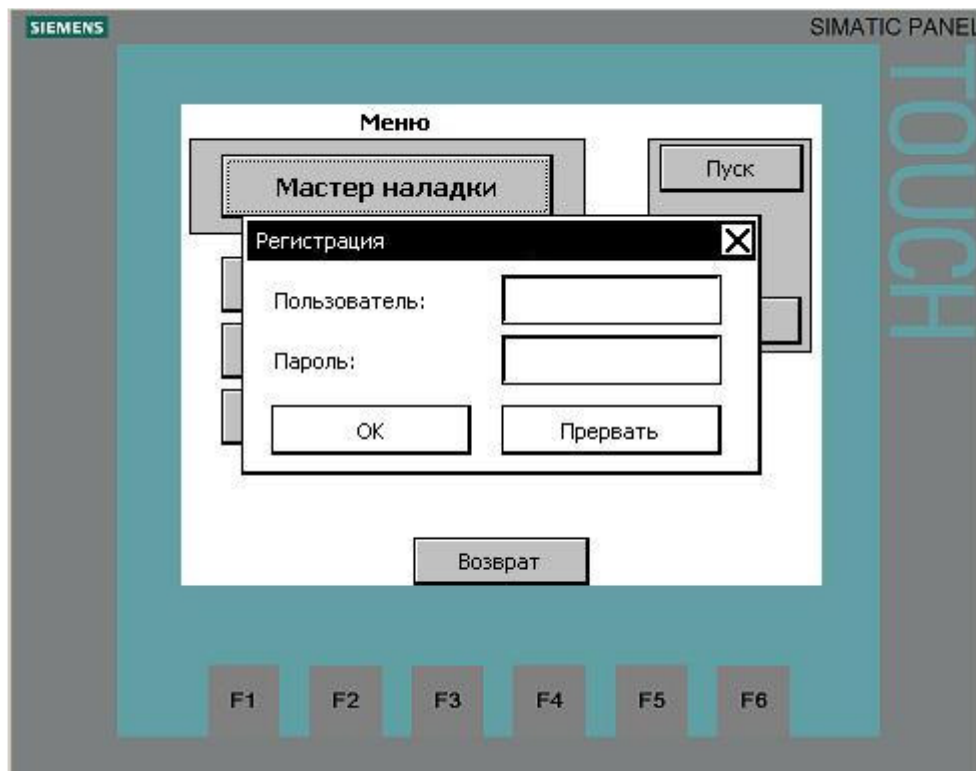 SIEMENS
SIMATIC PANEL
TOUCH
Меню
Мастер наладки
Пуск
Регистрация
Пользователь:
Пароль:
OK
Прервать
Возврат
F1 F2 F3 F4 F5 F6